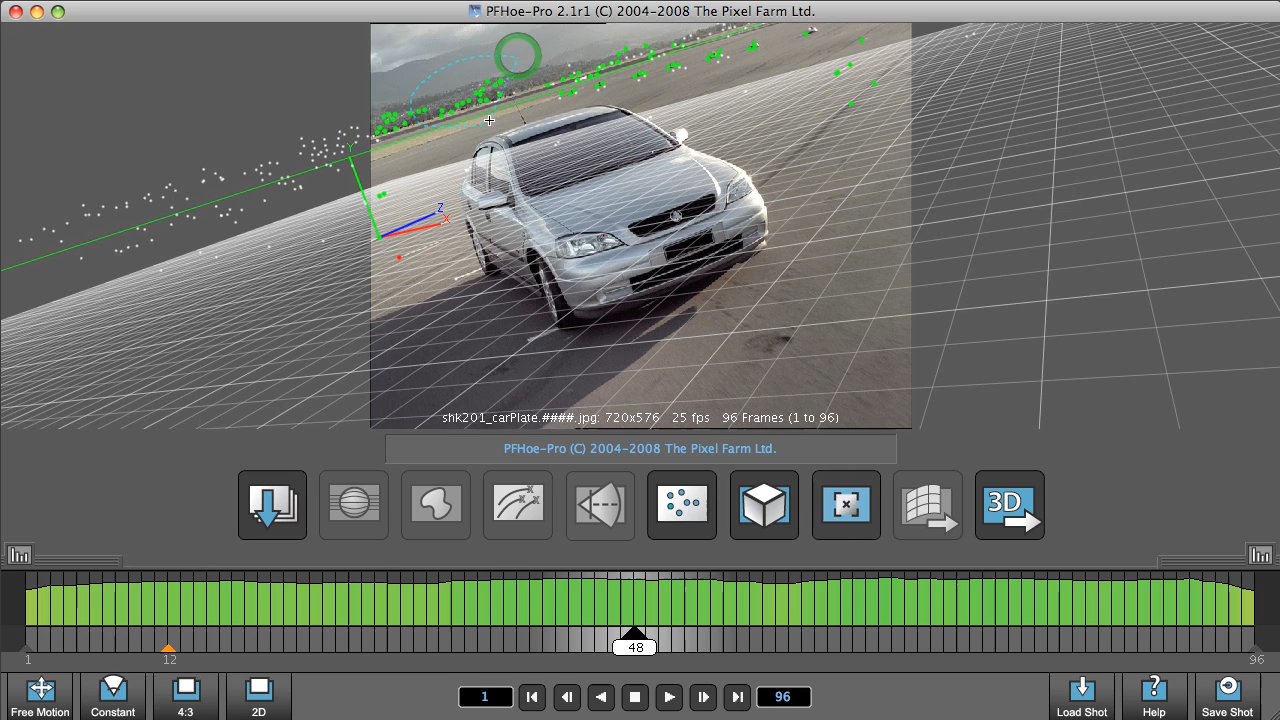 PFHoe-Pro 2.1r1 (C) 2004-2008 The Pixel Farm Ltd.
Y
Z
X
shk201_carPlate.####.jpg: 720x576 25 fps 96 Frames (1 to 96)
PFHoe-Pro (C) 2004-2008 The Pixel Farm Ltd.
3D
48
1 12 96
1 96
Free Motion Constant 4:3 2D Load Shot Help Save Shot